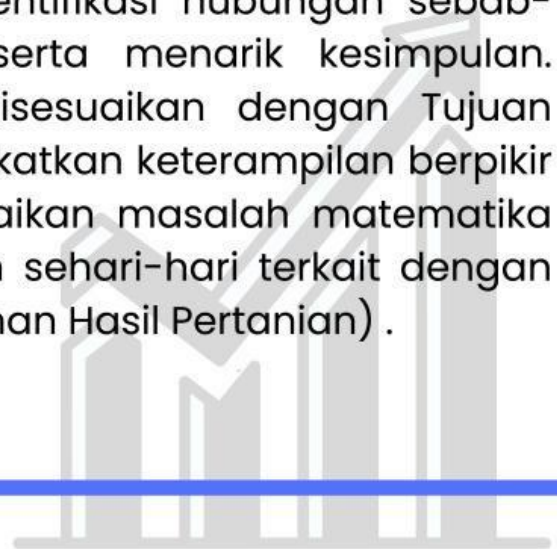 hubungan sebab-
serta menarik kesimpulan.
isesuaikan dengan Tujuan
katkan keterampilan berpikir
aikan masalah matematika
sehari-hari terkait dengan
nan Hasil Pertanian) .